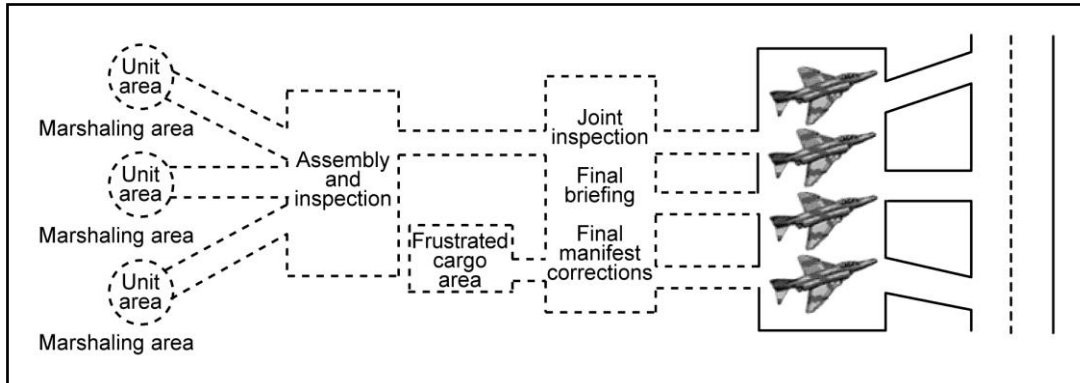 Unit
area
Marshaling area
Unit
area
Marshaling area
Unit
area
Marshaling area
Assembly
and
inspection
Frustrated
cargo
area
Joint
inspection
Final
briefing
Final
manifest
corrections